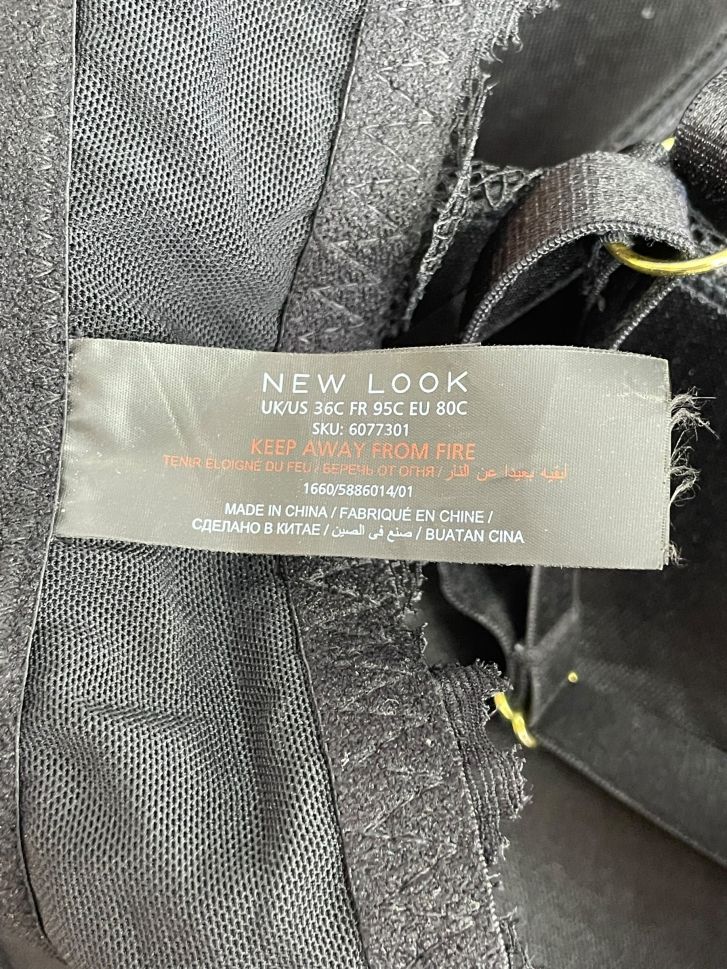 NEW LOOK
UK/US 36C FR 95C EU 80C
SKU: 6077301
KEEP AWAY FROM FIRE
TENIR ELOIGNE DU FEU / БЕРЕЧЬ ОТ ОГНЯ / أبقيه بعيدا عن النار
1660/5886014/01
MADE IN CHINA / FABRIQUÉ EN CHINE /
СДЕЛАНО В КИТАЕ / صنع في الصين / BUATAN CINA